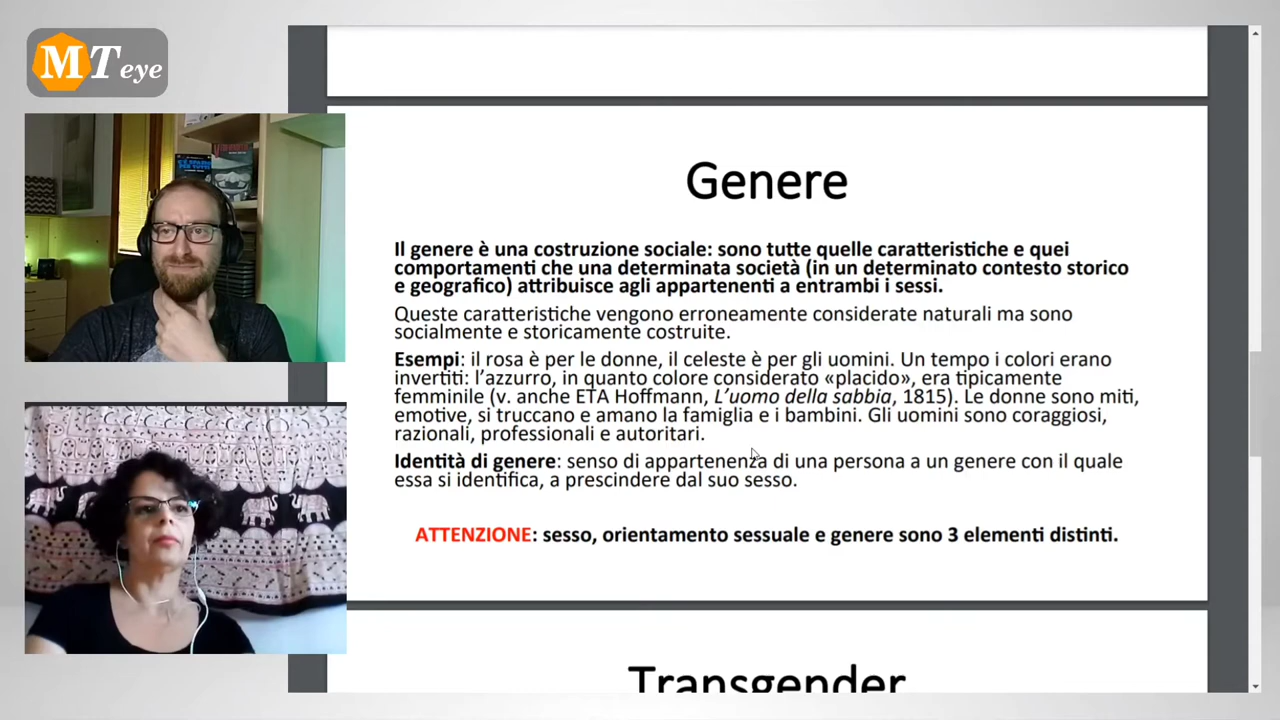 MT eye
C'È SPAZIO
PER TUTTI
Genere
Il genere è una costruzione sociale: sono tutte quelle caratteristiche e quei
comportamenti che una determinata società (in un determinato contesto storico
e geografico) attribuisce agli appartenenti a entrambi i sessi.
Queste caratteristiche vengono erroneamente considerate naturali ma sono
socialmente e storicamente costruite.
Esempi: il rosa è per le donne, il celeste è per gli uomini. Un tempo i colori erano
invertiti: l’azzurro, in quanto colore considerato «placido», era tipicamente
femminile (v. anche ETA Hoffmann, L’uomo della sabbia, 1815). Le donne sono miti,
emotive, si truccano e amano la famiglia e i bambini. Gli uomini sono coraggiosi,
razionali, professionali e autoritari.
Identità di genere: senso di appartenenza di una persona a un genere con il quale
essa si identifica, a prescindere dal suo sesso.
ATTENZIONE: sesso, orientamento sessuale e genere sono 3 elementi distinti.
Transgender